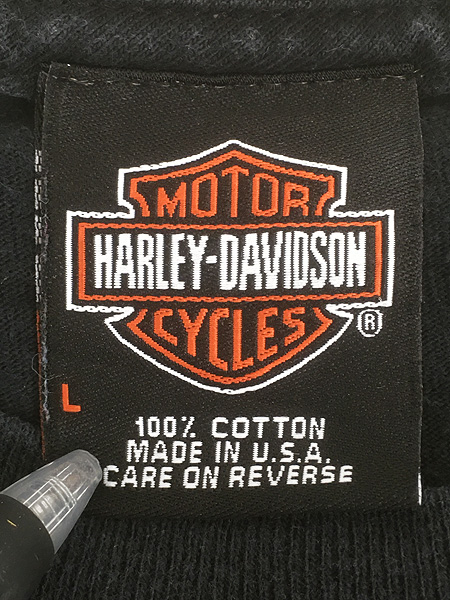 MOTOR
HARLEY-DAVIDSON
CYCLES
®
L
100% COTTON
MADE IN U.S.A.
CARE ON REVERSE